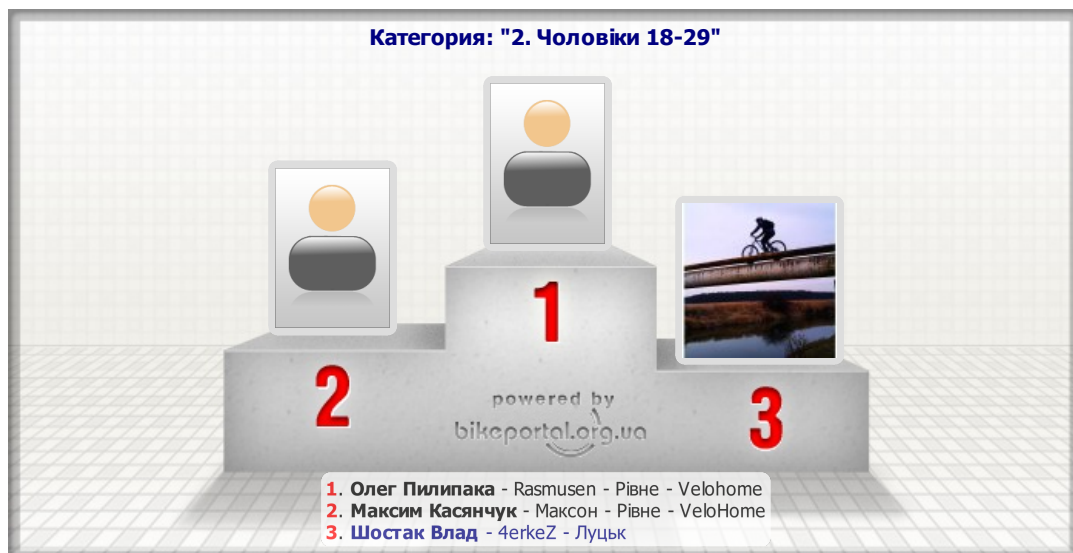 Категория: "2. Чоловіки 18-29"
1
2
3
powered by
bikeportal.org.ua
1. Олег Пилипака - Rasmusen - Рівне - Velohome
2. Максим Касянчук - Максон - Рівне - VeloHome
3. Шостак Влад - 4erkeZ - Луцьк